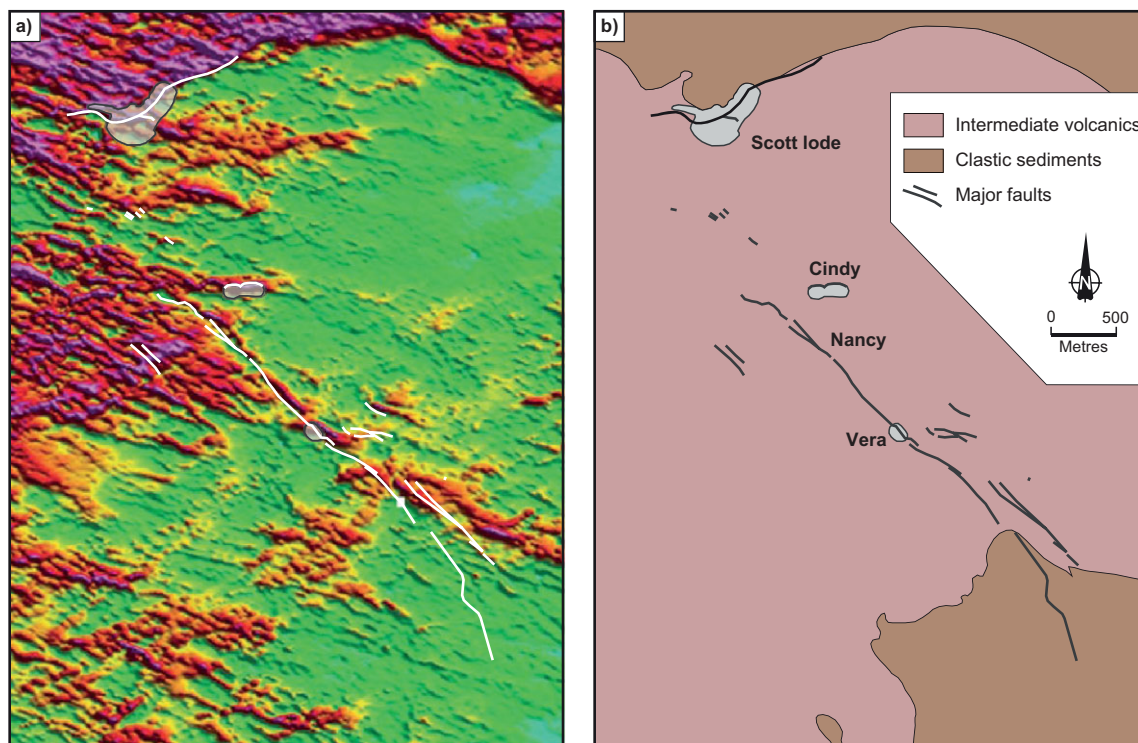 a)
b)
Scott lode
Intermediate volcanics
Clastic sediments
Major faults
N
0 500
Metres
Cindy
Nancy
Vera